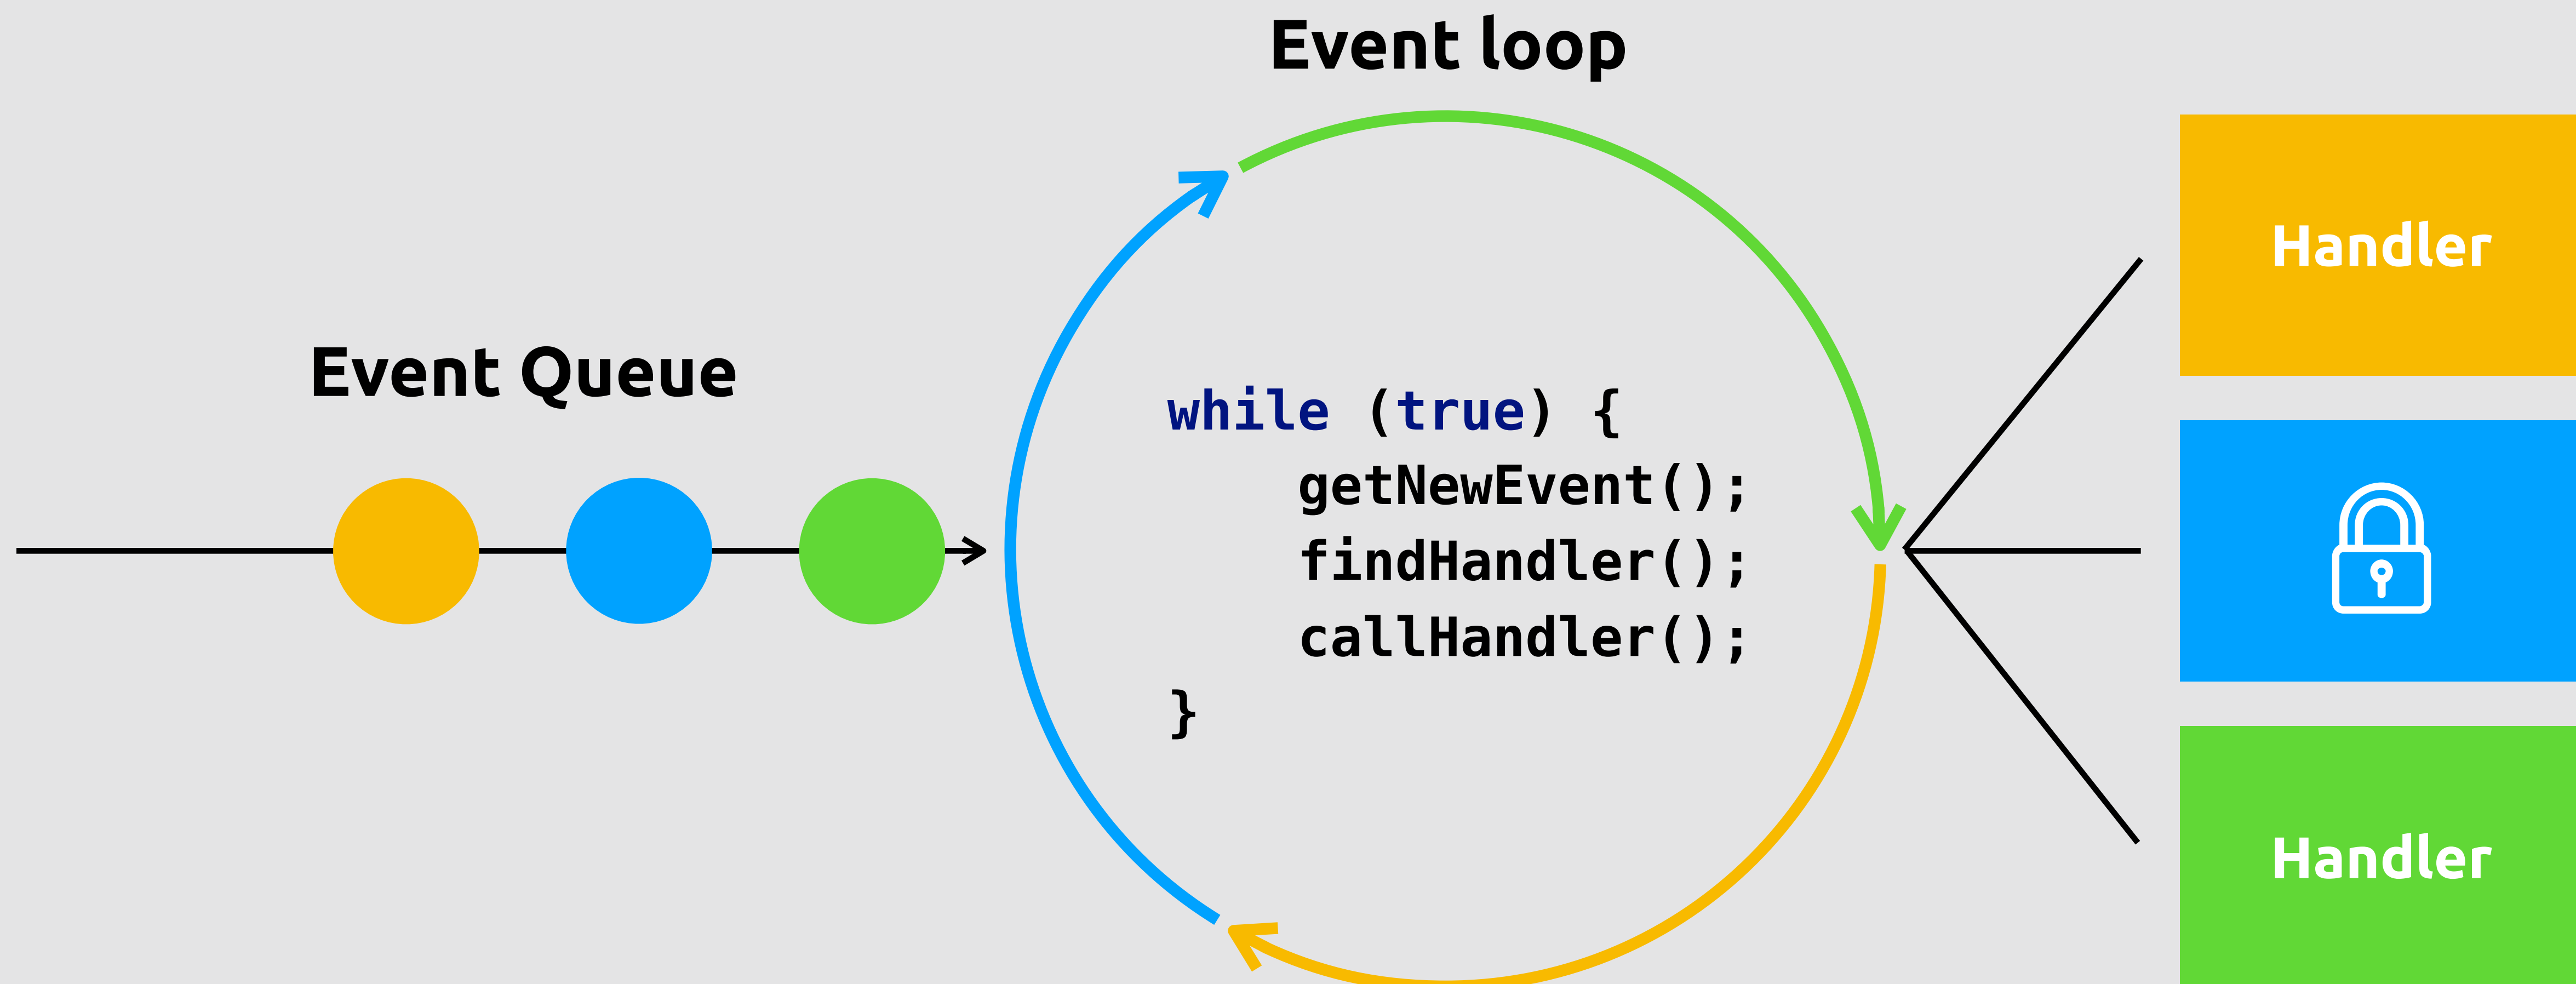 Event loop
Event Queue
while (true) {
    getNewEvent();
    findHandler();
    callHandler();
}
Handler
Handler